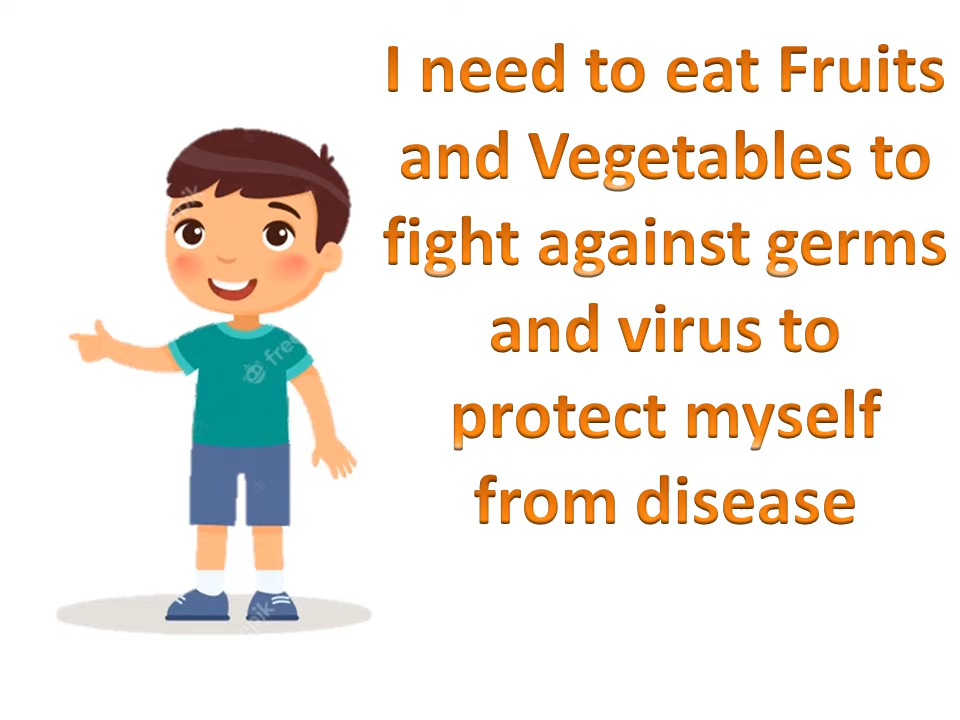 I need to eat Fruits
and Vegetables to
fight against germs
and virus to
protect myself
from disease